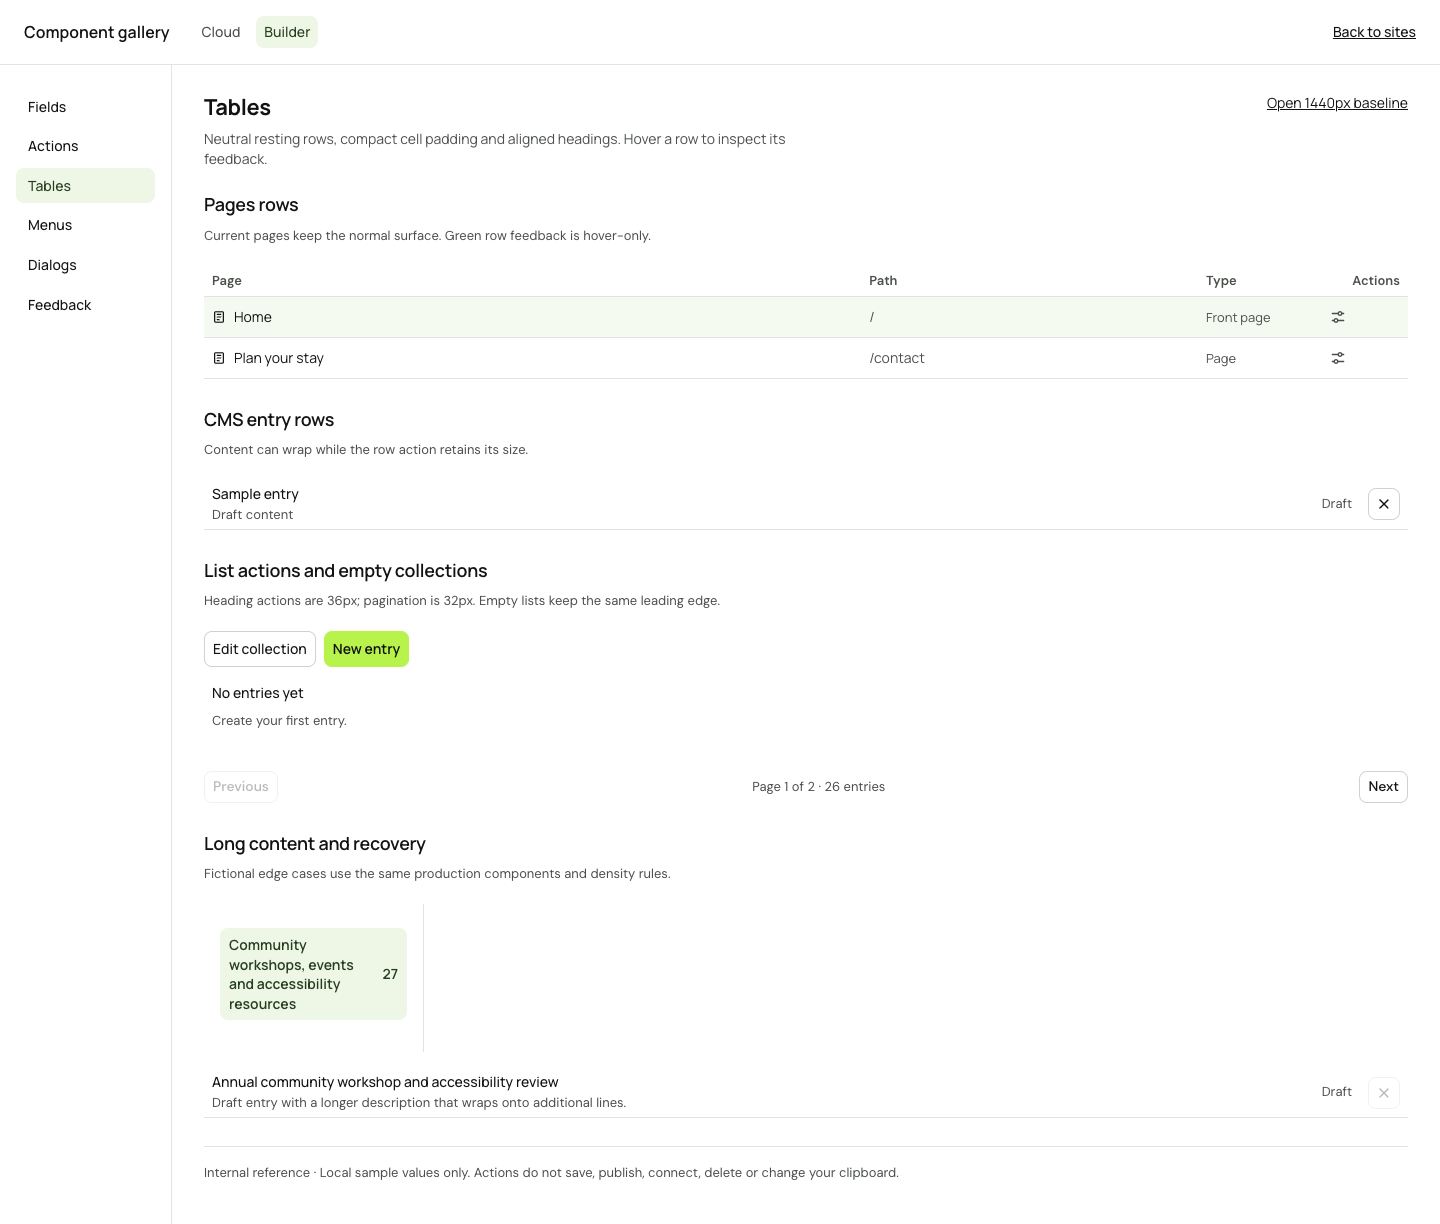 Component gallery
Cloud
Builder
Back to sites
Fields
Actions
Tables
Menus
Dialogs
Feedback
Tables
Open 1440px baseline
Neutral resting rows, compact cell padding and aligned headings. Hover a row to inspect its
feedback.
Pages rows
Current pages keep the normal surface. Green row feedback is hover-only.
Page Path Type Actions
Home / Front page
Plan your stay /contact Page
CMS entry rows
Content can wrap while the row action retains its size.
Sample entry
Draft content
Draft
List actions and empty collections
Heading actions are 36px; pagination is 32px. Empty lists keep the same leading edge.
Edit collection New entry
No entries yet
Create your first entry.
Previous Page 1 of 2 · 26 entries Next
Long content and recovery
Fictional edge cases use the same production components and density rules.
Community
workshops, events
and accessibility
resources
27
Annual community workshop and accessibility review
Draft entry with a longer description that wraps onto additional lines.
Draft
Internal reference · Local sample values only. Actions do not save, publish, connect, delete or change your clipboard.